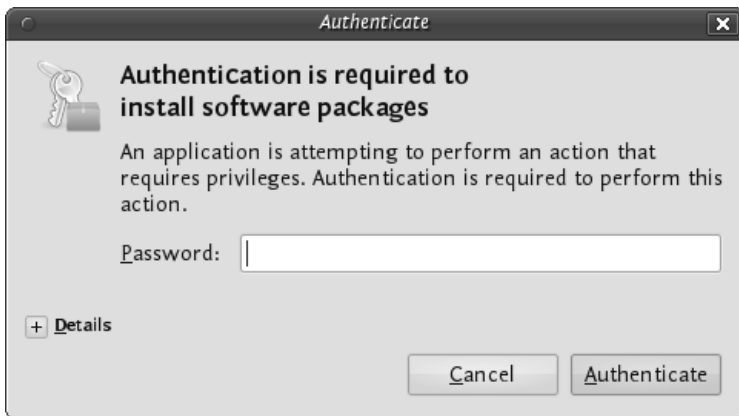 Authenticate
Authentication is required to
install software packages
An application is attempting to perform an action that
requires privileges. Authentication is required to perform this
action.
Password:
Details
Cancel
Authenticate